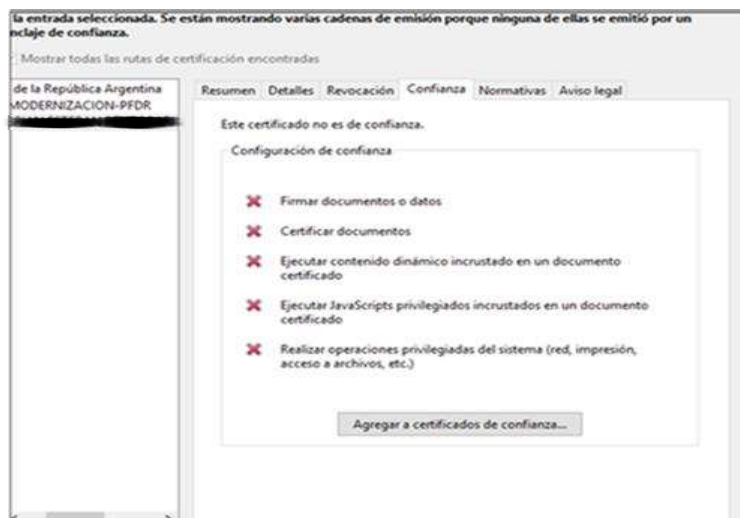 la entrada seleccionada. Se están mostrando varias cadenas de emisión porque ninguna de ellas se emitió por un
nclaje de confianza.
Mostrar todas las rutas de certificación encontradas
de la República Argentina
MODERNIZACION-PFDR
Resumen Detalles Revocación Confianza Normativas Aviso legal
Este certificado no es de confianza.
Configuración de confianza
Firmar documentos o datos
Certificar documentos
Ejecutar contenido dinámico incrustado en un documento
certificado
Ejecutar JavaScripts privilegiados incrustados en un documento
certificado
Realizar operaciones privilegiadas del sistema (red, impresión,
acceso a archivos, etc.)
Agregar a certificados de confianza...